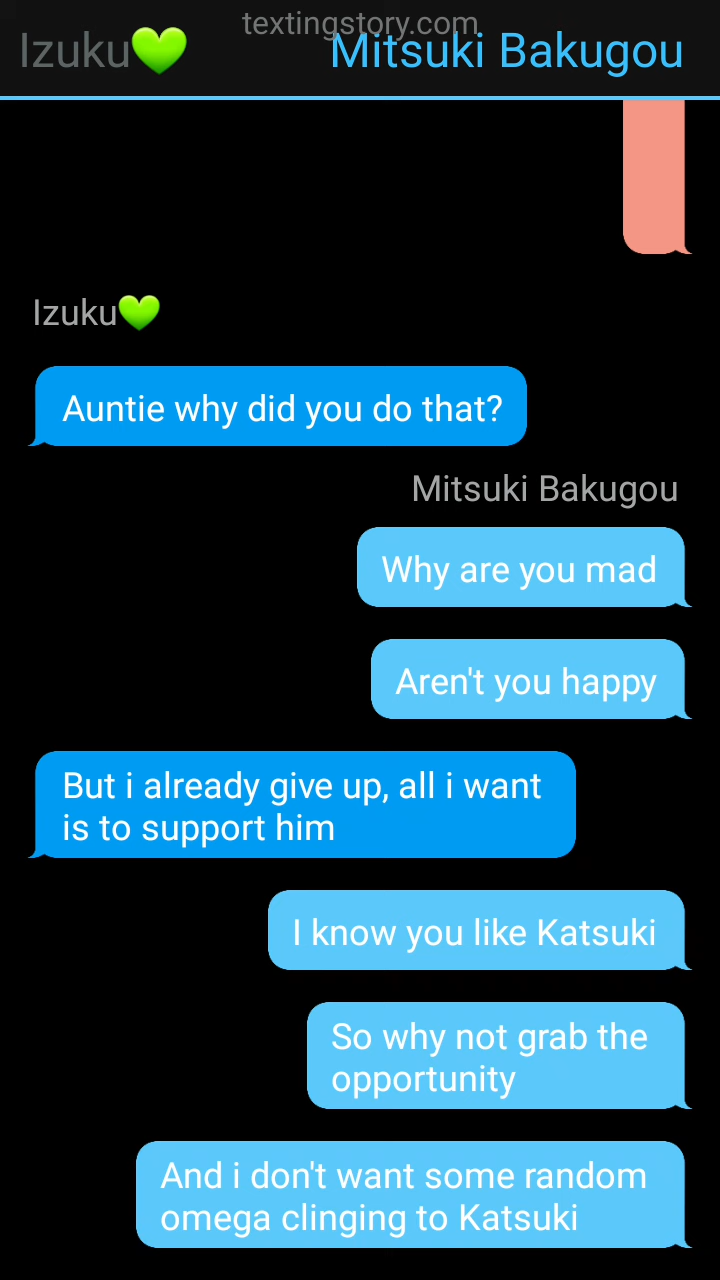 textingstory.com
Izuku💚 Mitsuki Bakugou
Izuku💚
Auntie why did you do that?
Mitsuki Bakugou
Why are you mad
Aren't you happy
But i already give up, all i want
is to support him
I know you like Katsuki
So why not grab the
opportunity
And i don't want some random
omega clinging to Katsuki